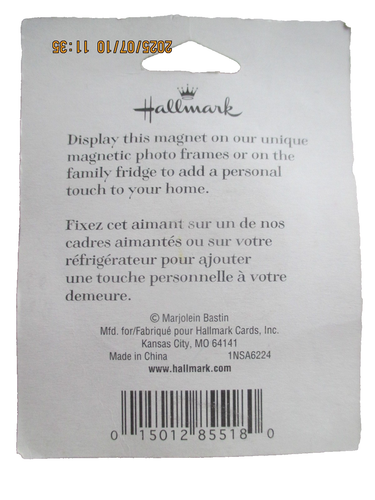 2025/07/10 11:35
Hallmark
Display this magnet on our unique
magnetic photo frames or on the
family fridge to add a personal
touch to your home.
Fixez cet aimant sur un de nos
cadres aimantés ou sur votre
réfrigérateur pour ajouter
une touche personnelle à votre
demeure.
© Marjolein Bastin
Mfd. for/Fabriqué pour Hallmark Cards, Inc.
Kansas City, MO 64141
Made in China 1NSA6224
www.hallmark.com
0 15012 85518 0